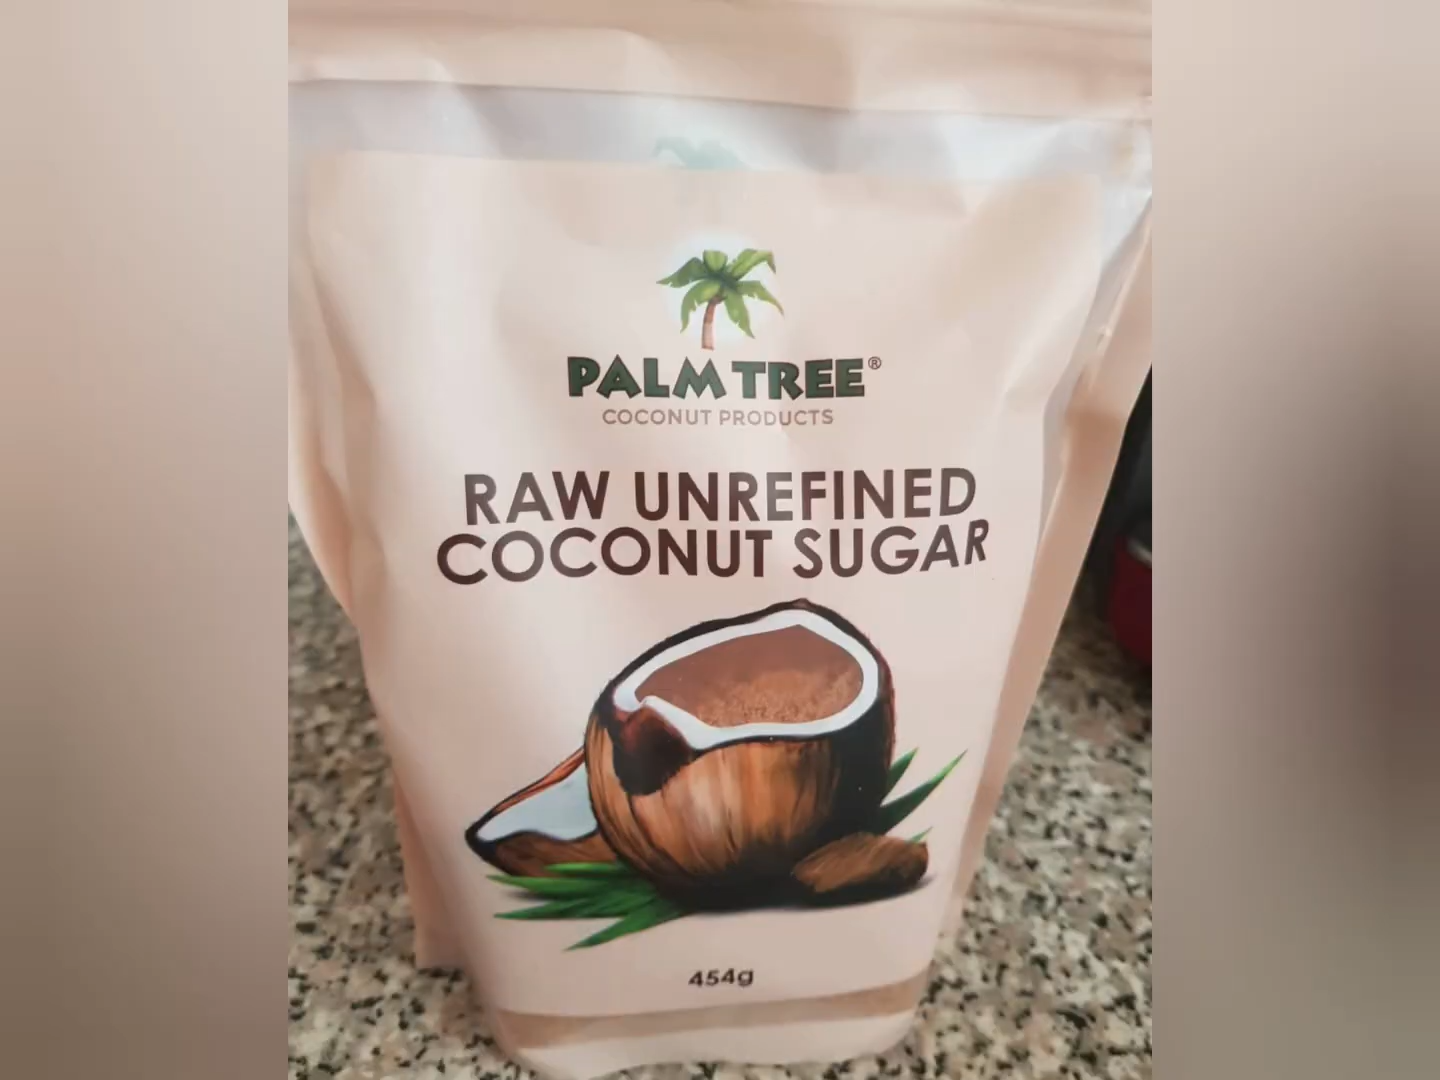 PALM TREE®
COCONUT PRODUCTS
RAW UNREFINED
COCONUT SUGAR
454g